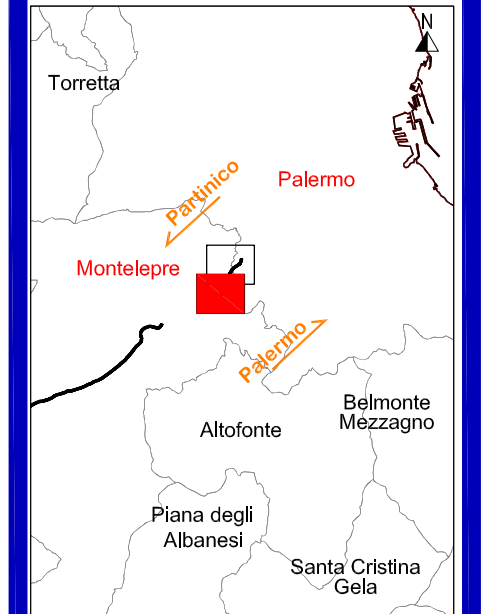 N
Torretta
Partinico
Palermo
Montelepre
Palermo
Belmonte
Mezzagno
Altofonte
Piana degli
Albanesi
Santa Cristina
Gela